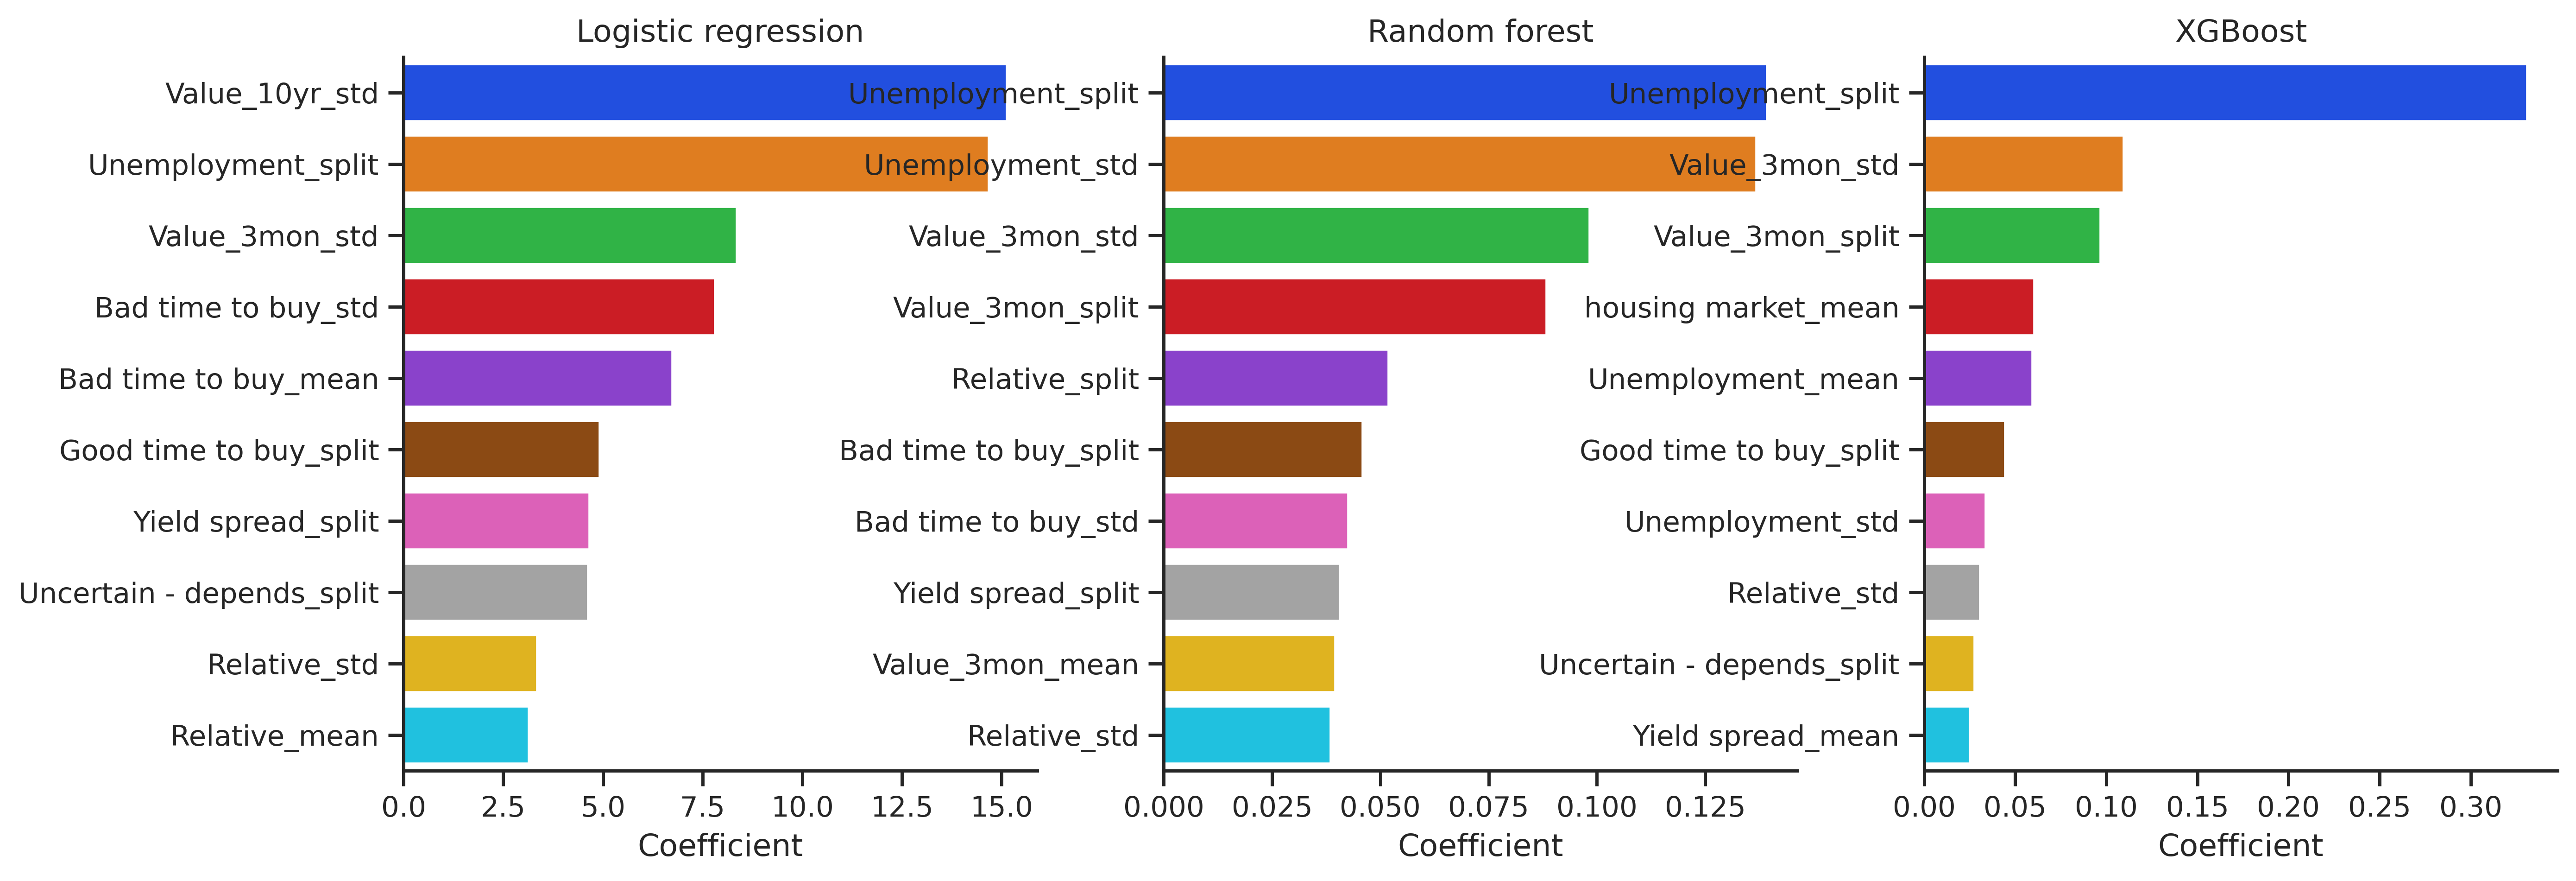 Logistic regression
Value_10yr_std
Unemployment_split
Value_3mon_std
Bad time to buy_std
Bad time to buy_mean
Good time to buy_split
Yield spread_split
Uncertain - depends_split
Relative_std
Relative_mean
0.0 2.5 5.0 7.5 10.0 12.5 15.0
Coefficient
Random forest
Unemployment_split
Unemployment_std
Value_3mon_std
Value_3mon_split
Relative_split
Bad time to buy_split
Bad time to buy_std
Yield spread_split
Value_3mon_mean
Relative_std
0.000 0.025 0.050 0.075 0.100 0.125
Coefficient
XGBoost
Unemployment_split
Value_3mon_std
Value_3mon_split
housing market_mean
Unemployment_mean
Good time to buy_split
Unemployment_std
Relative_std
Uncertain - depends_split
Yield spread_mean
0.00 0.05 0.10 0.15 0.20 0.25 0.30
Coefficient